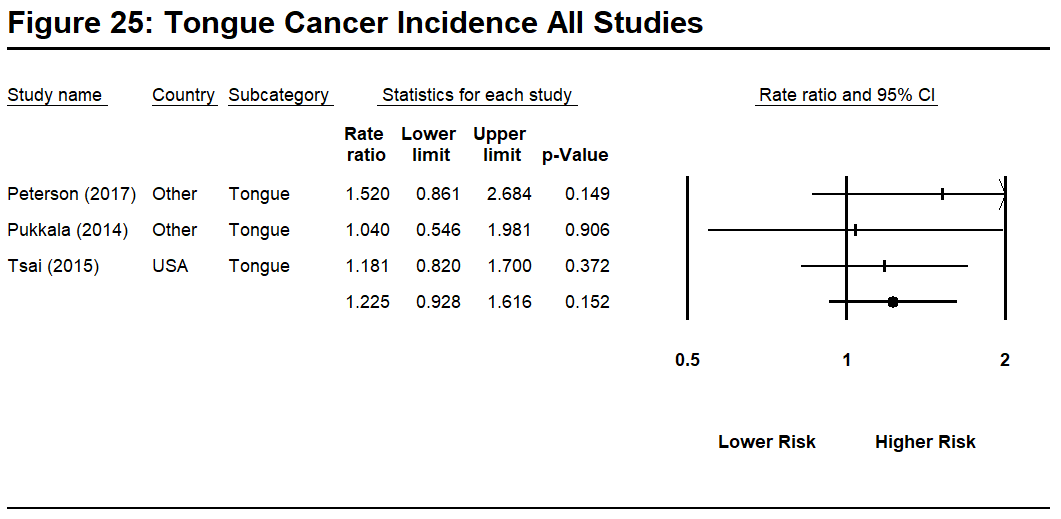 Figure 25: Tongue Cancer Incidence All Studies
Study name Country Subcategory Statistics for each study Rate ratio and 95% CI
Rate Lower Upper
ratio limit limit p-Value
Peterson (2017) Other Tongue 1.520 0.861 2.684 0.149
Pukkala (2014) Other Tongue 1.040 0.546 1.981 0.906
Tsai (2015) USA Tongue 1.181 0.820 1.700 0.372
1.225 0.928 1.616 0.152
0.5 1 2
Lower Risk Higher Risk